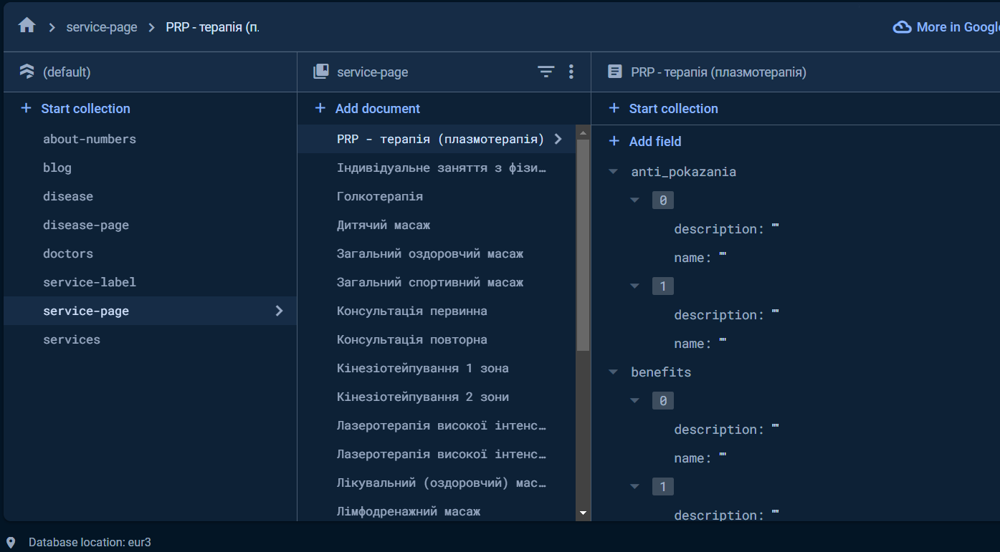 service-page
PRP - терапія (п.
More in Google
(default)
service-page
PRP - терапія (плазмотерапія)
Start collection
about-numbers
blog
disease
disease-page
doctors
service-label
service-page
services
Add document
PRP - терапія (плазмотерапія)
Індивідуальне заняття з фізи…
Голкотерапія
Дитячий масаж
Загальний оздоровчий масаж
Загальний спортивний масаж
Консультація первинна
Консультація повторна
Кінезіотейпування 1 зона
Кінезіотейпування 2 зони
Лазеротерапія високої інтенс…
Лазеротерапія високої інтенс…
Лікувальний (оздоровчий) мас…
Лімфодренажний масаж
Start collection
Add field
anti_pokazania
0
description: ""
name: ""
1
description: ""
name: ""
benefits
0
description: ""
name: ""
1
description: ""
Database location: eur3